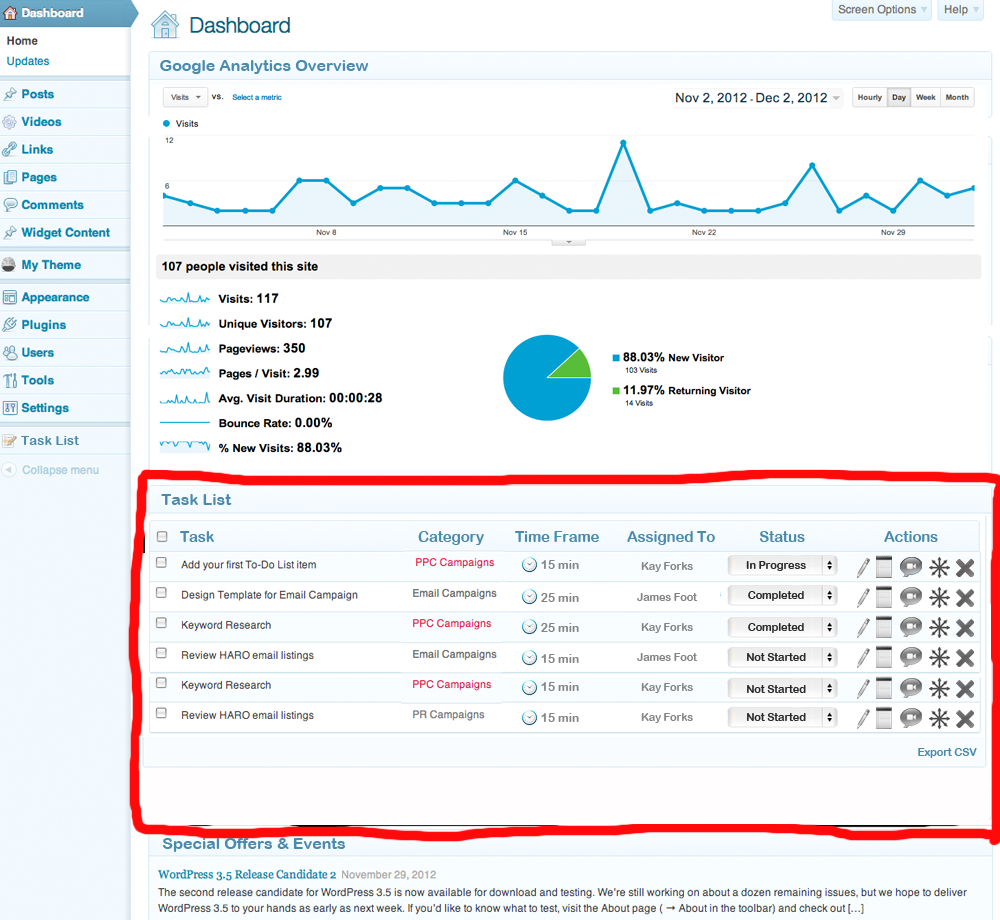 Dashboard
Home
Updates
Posts
Videos
Links
Pages
Comments
Widget Content
My Theme
Appearance
Plugins
Users
Tools
Settings
Task List
Collapse menu
Screen Options
Help
Dashboard
Google Analytics Overview
Visits vs. Select a metric
Nov 2, 2012 - Dec 2, 2012
Hourly Day Week Month
Visits
12
6
Nov 8 Nov 15 Nov 22 Nov 29
107 people visited this site
Visits: 117
Unique Visitors: 107
Pageviews: 350
Pages / Visit: 2.99
Avg. Visit Duration: 00:00:28
Bounce Rate: 0.00%
% New Visits: 88.03%
88.03% New Visitor
103 Visits
11.97% Returning Visitor
14 Visits
Task List
Task Category Time Frame Assigned To Status Actions
Add your first To-Do List item PPC Campaigns 15 min Kay Forks In Progress
Design Template for Email Campaign Email Campaigns 25 min James Foot Completed
Keyword Research PPC Campaigns 25 min Kay Forks Completed
Review HARO email listings Email Campaigns 15 min James Foot Not Started
Keyword Research PPC Campaigns 15 min Kay Forks Not Started
Review HARO email listings PR Campaigns 15 min Kay Forks Not Started
Export CSV
Special Offers & Events
WordPress 3.5 Release Candidate 2 November 29, 2012
The second release candidate for WordPress 3.5 is now available for download and testing. We're still working on about a dozen remaining issues, but we hope to deliver
WordPress 3.5 to your hands as early as next week. If you'd like to know what to test, visit the About page ( → About in the toolbar) and check out [...]